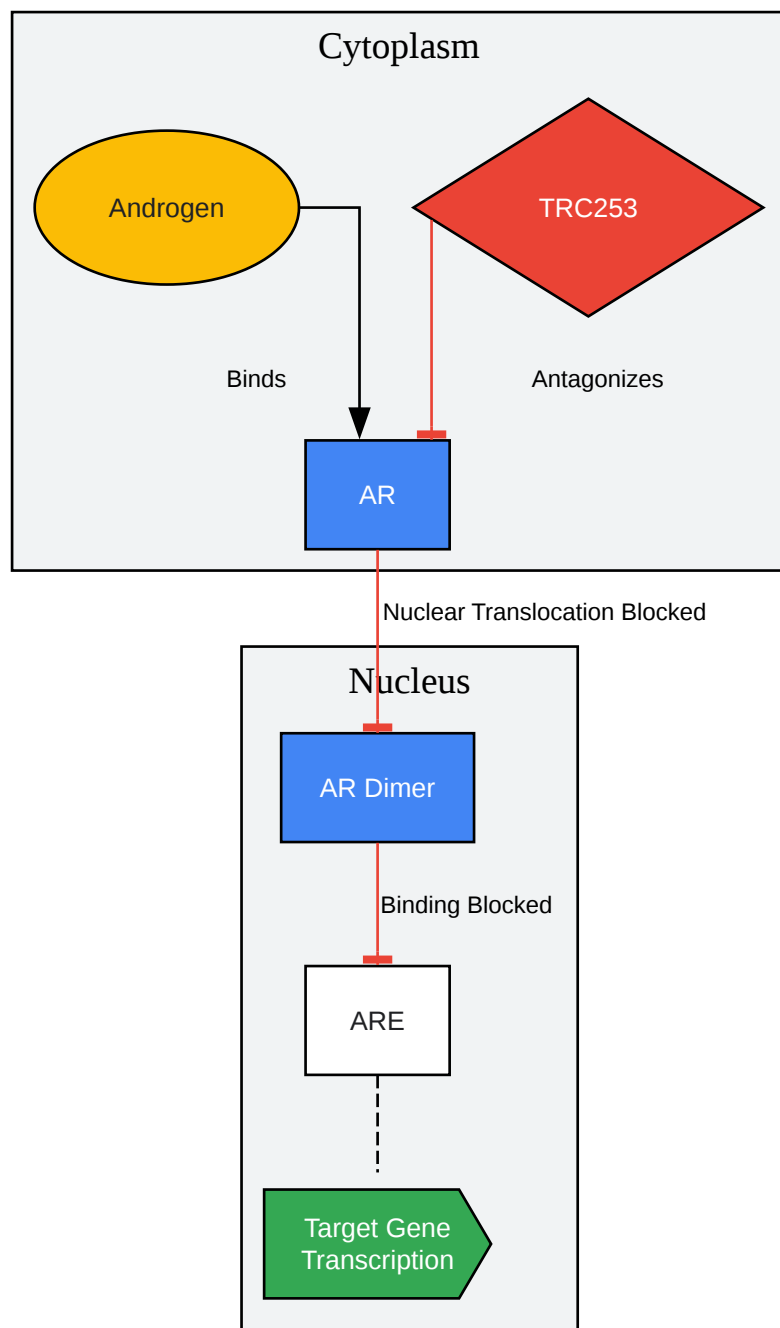 Cytoplasm
Androgen
TRC253
Binds
Antagonizes
AR
Nuclear Translocation Blocked
Nucleus
AR Dimer
Binding Blocked
ARE
Target Gene
Transcription